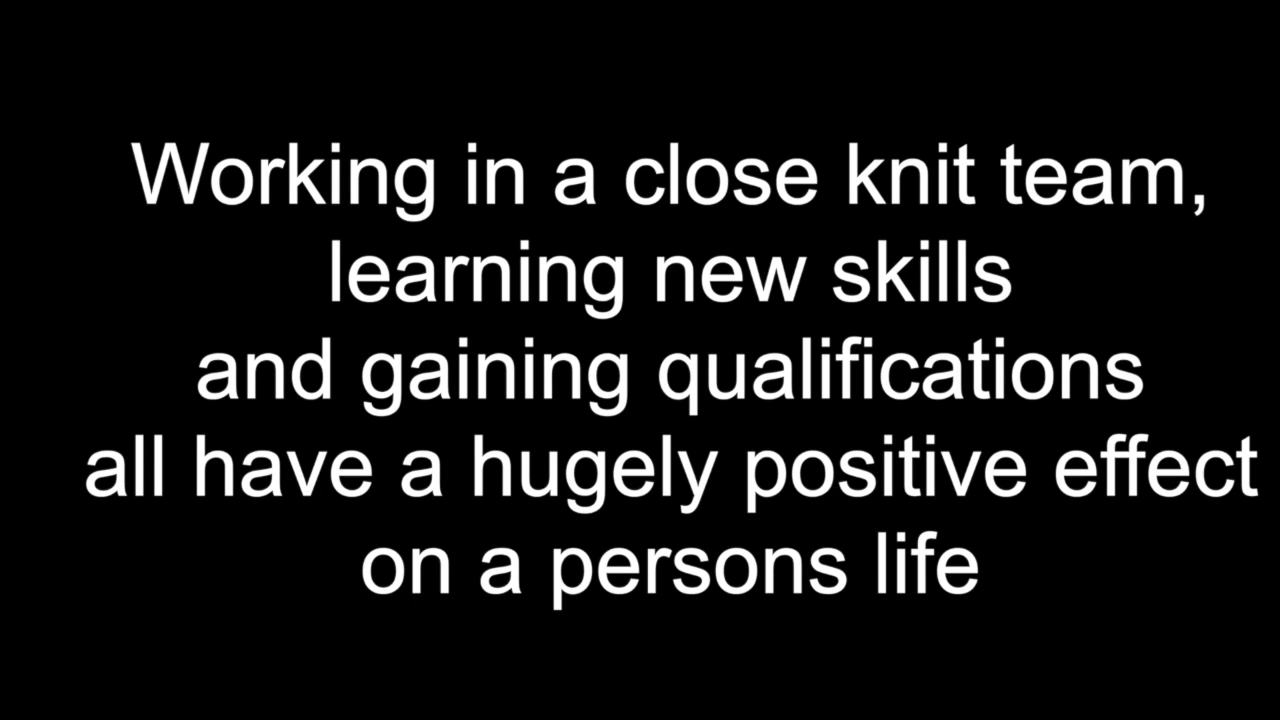 Working in a close knit team,
learning new skills
and gaining qualifications
all have a hugely positive effect
on a persons life